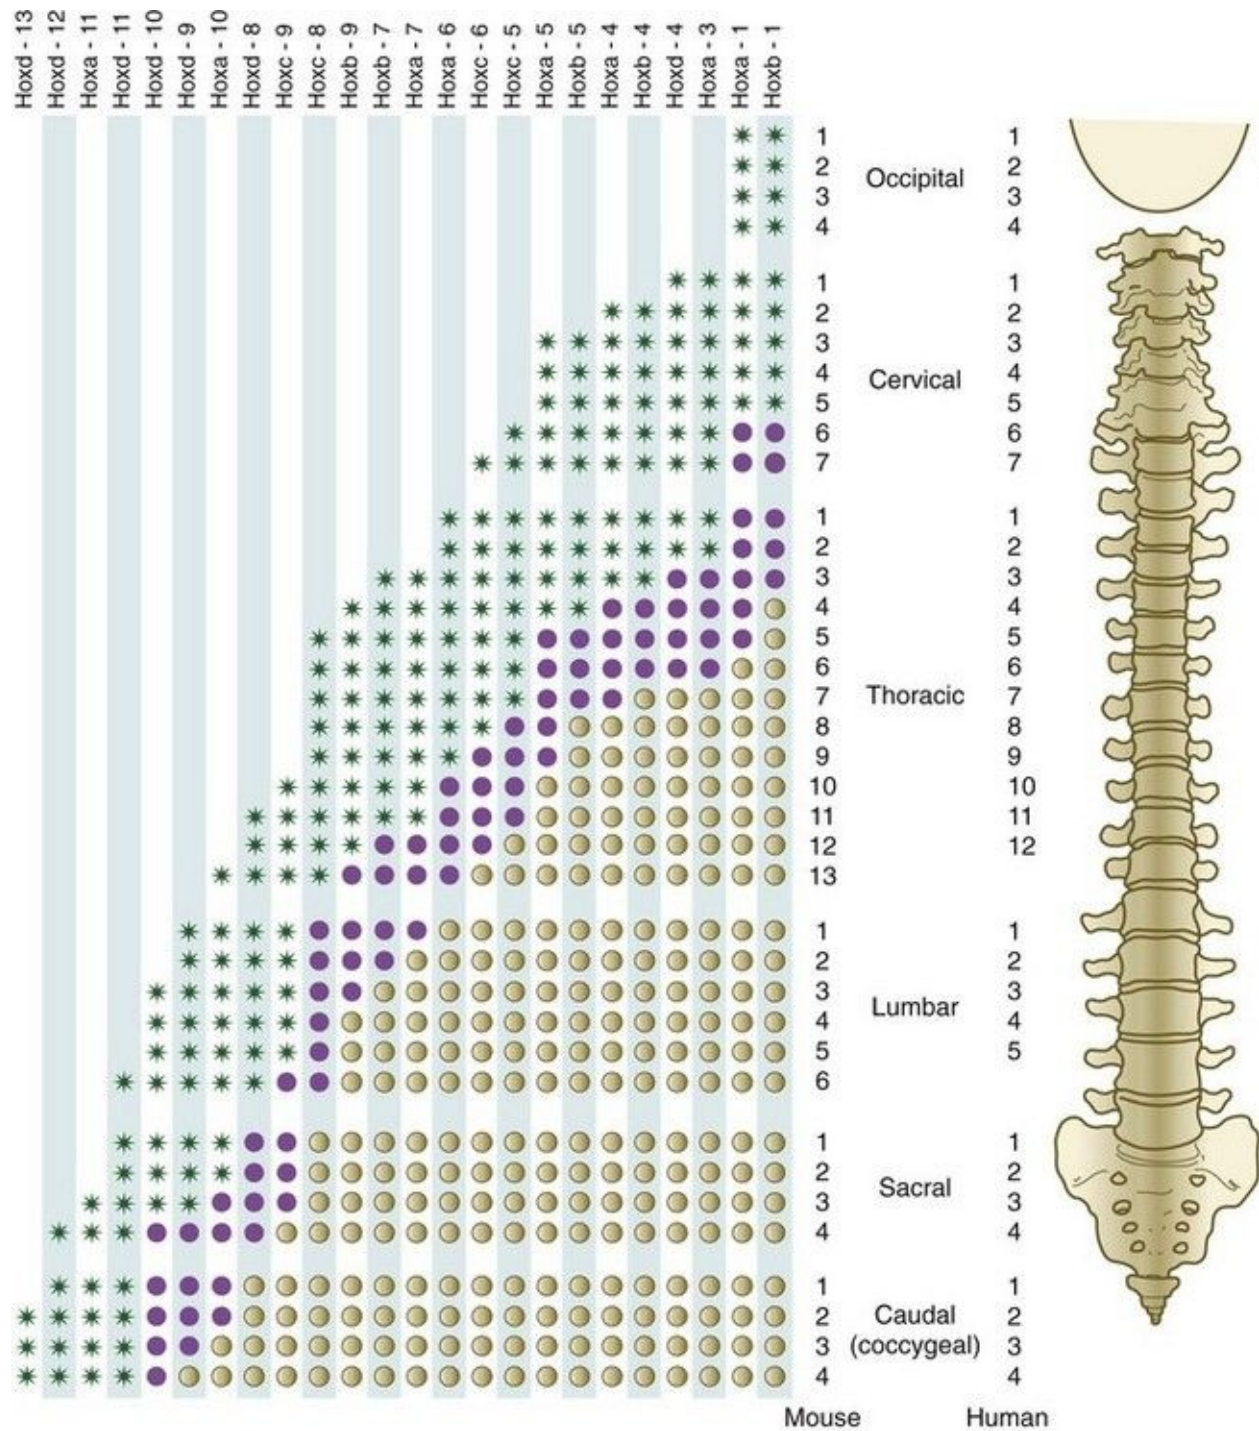 Hoxd - 13
Hoxd - 12
Hoxa - 11
Hoxd - 11
Hoxd - 10
Hoxd - 9
Hoxa - 10
Hoxd - 8
Hoxc - 9
Hoxc - 8
Hoxb - 9
Hoxb - 7
Hoxa - 7
Hoxa - 6
Hoxc - 6
Hoxc - 5
Hoxa - 5
Hoxb - 5
Hoxa - 4
Hoxb - 4
Hoxd - 4
Hoxa - 3
Hoxa - 1
Hoxb - 1
1 1
2 2
Occipital
3 3
4 4
1 1
2 2
3 3
4 Cervical 4
5 5
6 6
7 7
1 1
2 2
3 3
4 4
5 5
6 6
7 Thoracic 7
8 8
9 9
10 10
11 11
12 12
13
1 1
2 2
3 3
Lumbar
4 4
5 5
6
1 1
2 2
Sacral
3 3
4 4
1 1
2 Caudal 2
3 (coccygeal) 3
4 4
Mouse Human